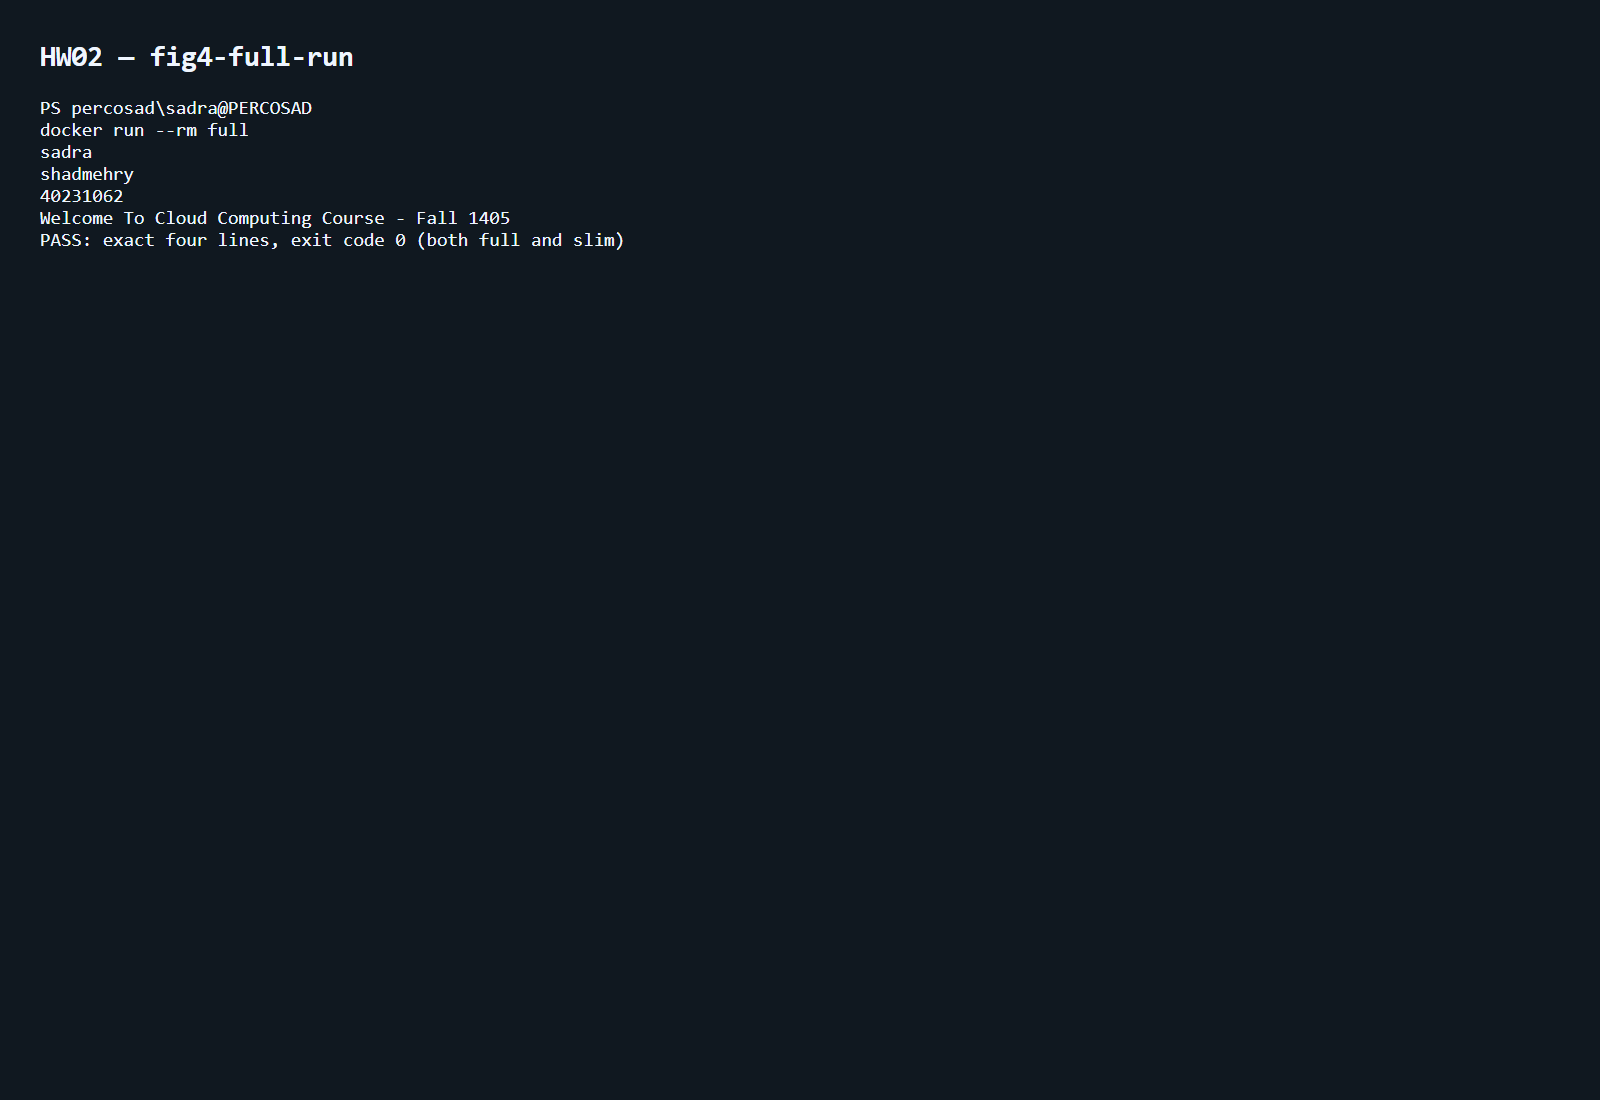 HW02 — fig4-full-run
PS percosad\sadra@PERCOSAD
docker run --rm full
sadra
shadmehry
40231062
Welcome To Cloud Computing Course - Fall 1405
PASS: exact four lines, exit code 0 (both full and slim)